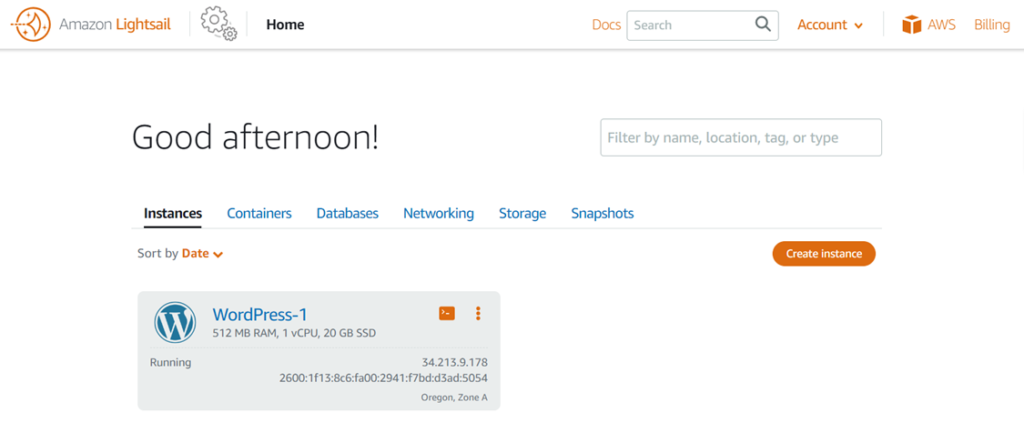 Amazon Lightsail Home Docs Search Account AWS Billing
Good afternoon!
Filter by name, location, tag, or type
Instances Containers Databases Networking Storage Snapshots
Sort by Date
Create instance
WordPress-1
512 MB RAM, 1 vCPU, 20 GB SSD
Running
34.213.9.178
2600:1f13:8c6:fa00:2941:f7bd:d3ad:5054
Oregon, Zone A